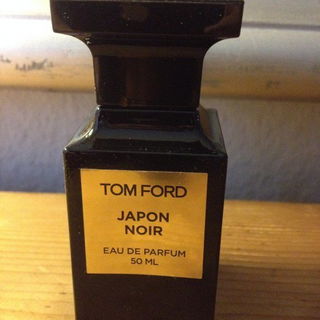 TOM FORD
JAPON
NOIR
EAU DE PARFUM
50 ML